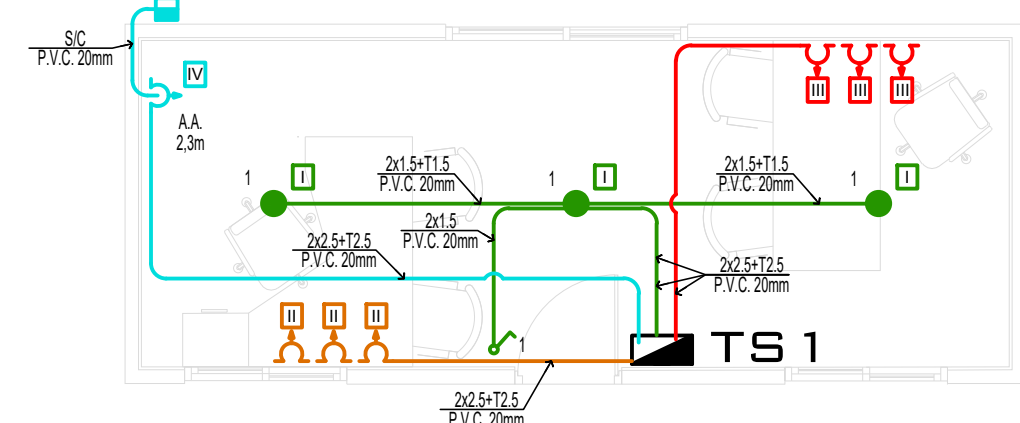 S/C
P.V.C. 20mm
IV
III III III
A.A.
2,3m
1 I
2x1.5+T1.5
P.V.C. 20mm
1 I
2x1.5+T1.5
P.V.C. 20mm
1 I
2x1.5
P.V.C. 20mm
2x2.5+T2.5
P.V.C. 20mm
2x2.5+T2.5
P.V.C. 20mm
II II II
1
TS 1
2x2.5+T2.5
P.V.C. 20mm